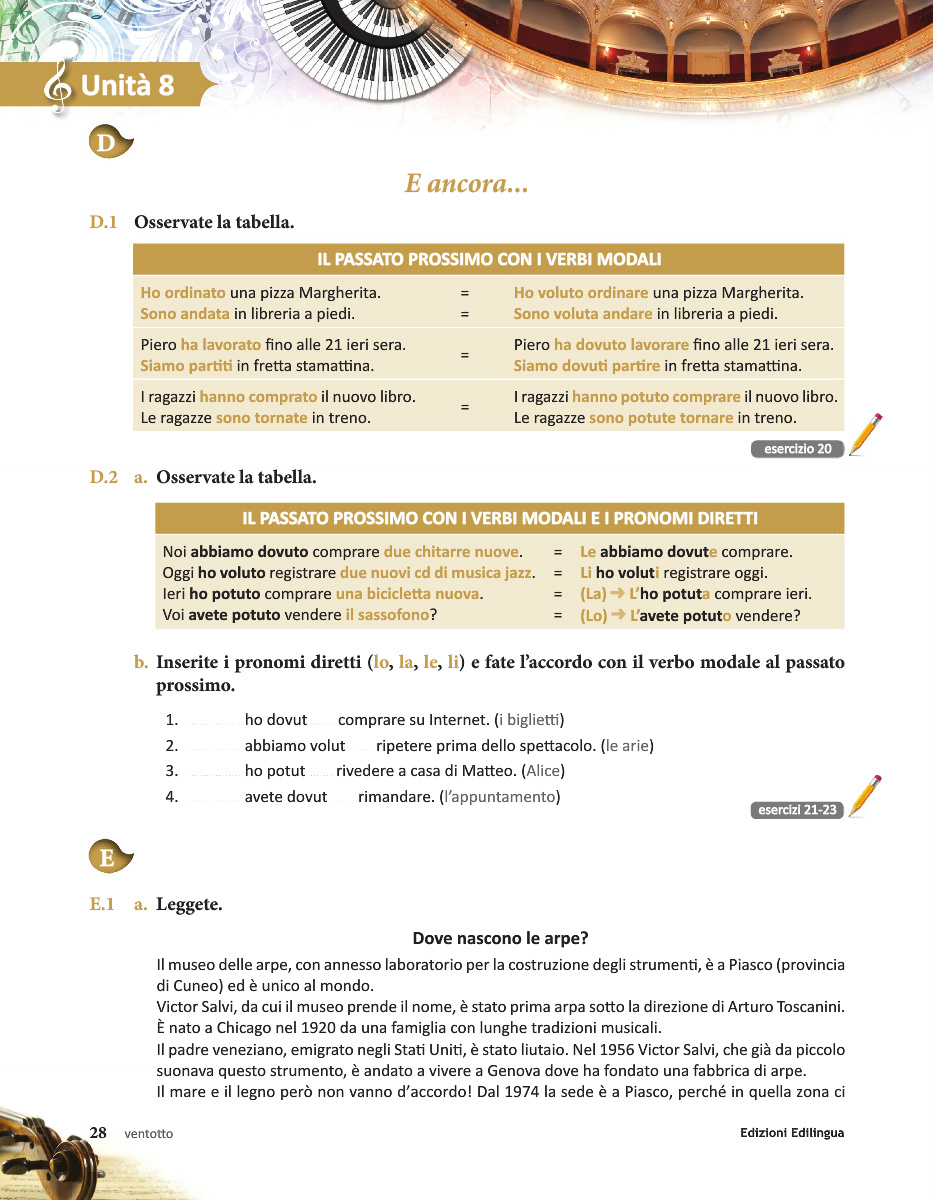 Unità 8
D
E ancora...
D.1 Osservate la tabella.
IL PASSATO PROSSIMO CON I VERBI MODALI
Ho ordinato una pizza Margherita. = Ho voluto ordinare una pizza Margherita.
Sono andata in libreria a piedi. = Sono voluta andare in libreria a piedi.
Piero ha lavorato fino alle 21 ieri sera. = Piero ha dovuto lavorare fino alle 21 ieri sera.
Siamo partiti in fretta stamattina. Siamo dovuti partire in fretta stamattina.
I ragazzi hanno comprato il nuovo libro. = I ragazzi hanno potuto comprare il nuovo libro.
Le ragazze sono tornate in treno. Le ragazze sono potute tornare in treno.
esercizio 20
D.2 a. Osservate la tabella.
IL PASSATO PROSSIMO CON I VERBI MODALI E I PRONOMI DIRETTI
Noi abbiamo dovuto comprare due chitarre nuove. = Le abbiamo dovute comprare.
Oggi ho voluto registrare due nuovi cd di musica jazz. = Li ho voluti registrare oggi.
Ieri ho potuto comprare una bicicletta nuova. = (La) ➜ L'ho potuta comprare ieri.
Voi avete potuto vendere il sassofono? = (Lo) ➜ L'avete potuto vendere?
b. Inserite i pronomi diretti (lo, la, le, li) e fate l'accordo con il verbo modale al passato
prossimo.
1. ............ ho dovut ...... comprare su Internet. (i biglietti)
2. ............ abbiamo volut ...... ripetere prima dello spettacolo. (le arie)
3. ............ ho potut ...... rivedere a casa di Matteo. (Alice)
4. ............ avete dovut ...... rimandare. (l'appuntamento)
esercizi 21-23
E
E.1 a. Leggete.
Dove nascono le arpe?
Il museo delle arpe, con annesso laboratorio per la costruzione degli strumenti, è a Piasco (provincia
di Cuneo) ed è unico al mondo.
Victor Salvi, da cui il museo prende il nome, è stato prima arpa sotto la direzione di Arturo Toscanini.
È nato a Chicago nel 1920 da una famiglia con lunghe tradizioni musicali.
Il padre veneziano, emigrato negli Stati Uniti, è stato liutaio. Nel 1956 Victor Salvi, che già da piccolo
suonava questo strumento, è andato a vivere a Genova dove ha fondato una fabbrica di arpe.
Il mare e il legno però non vanno d'accordo! Dal 1974 la sede è a Piasco, perché in quella zona ci
28 ventotto
Edizioni Edilingua